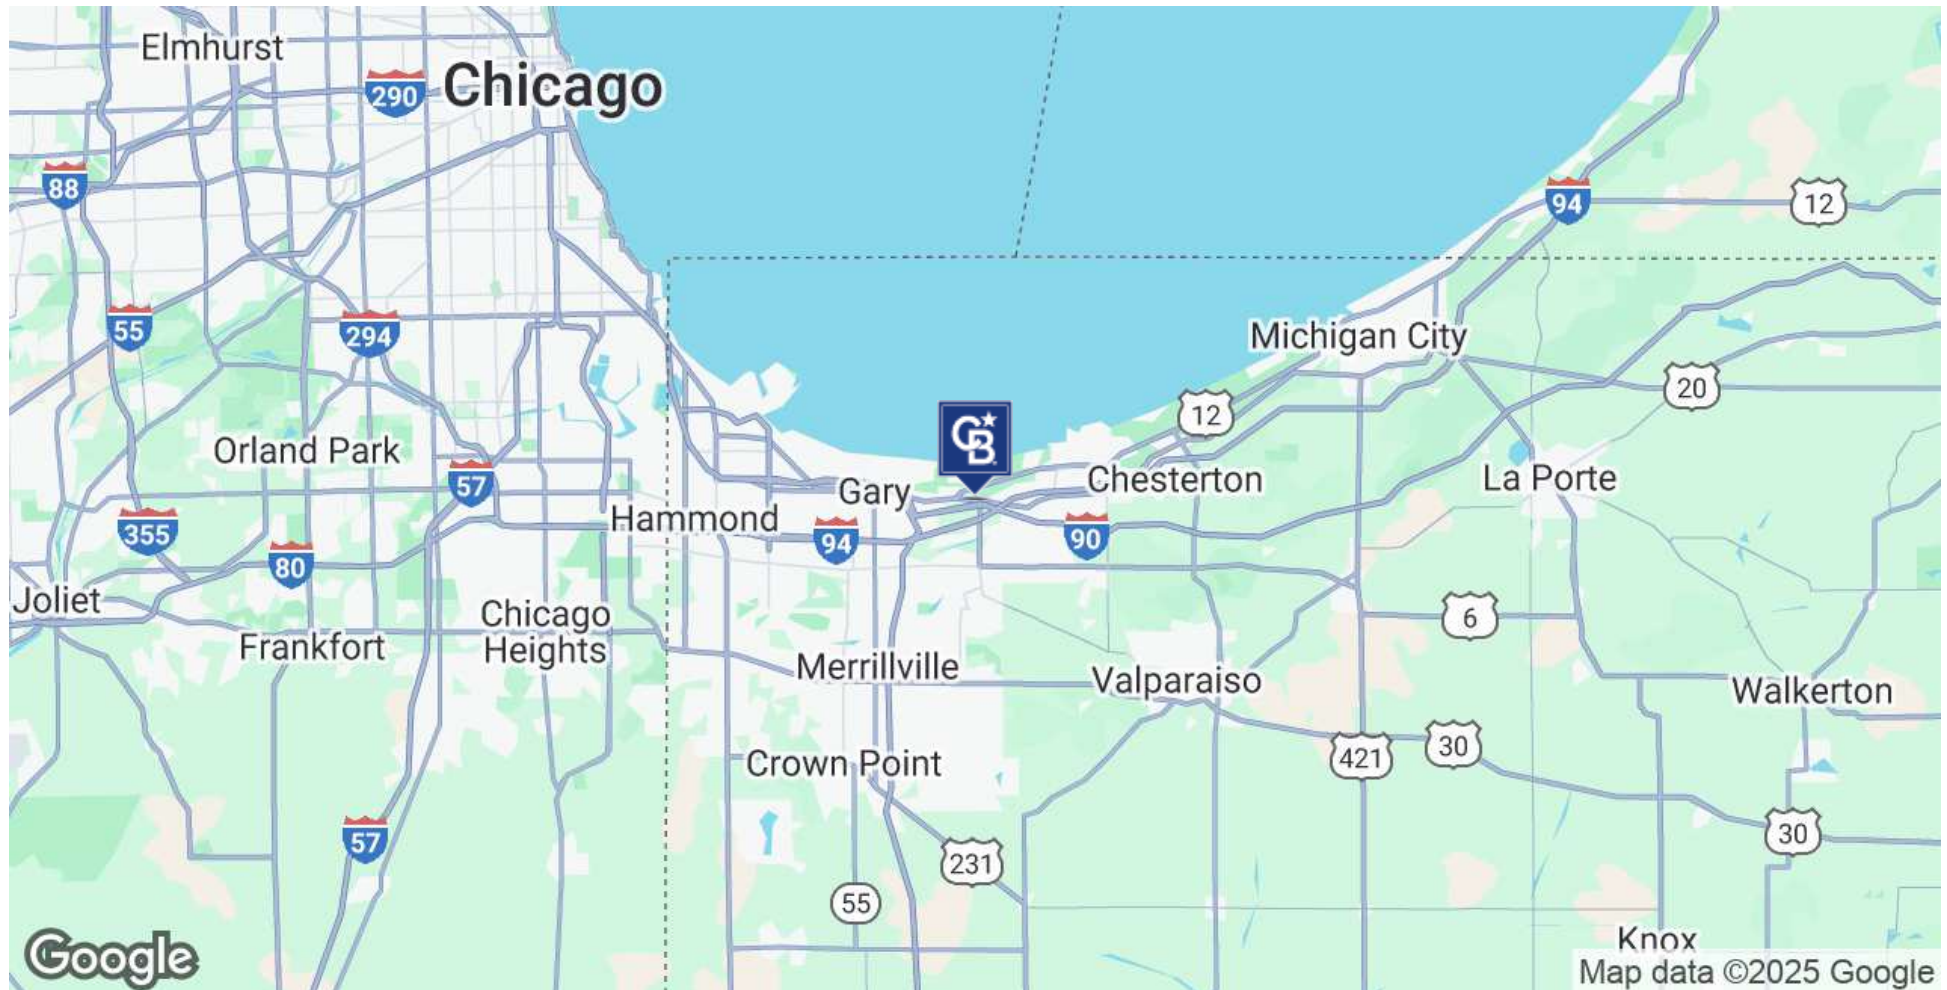 Elmhurst
290
Chicago
88
94
12
55
294
Michigan City
20
12
Orland Park
CB
57
Gary
Chesterton
La Porte
355
Hammond
94
90
80
Joliet
Chicago
Heights
6
Frankfort
Merrillville
Valparaiso
Walkerton
Crown Point
421
30
57
231
30
55
Knox
Google
Map data ©2025 Google